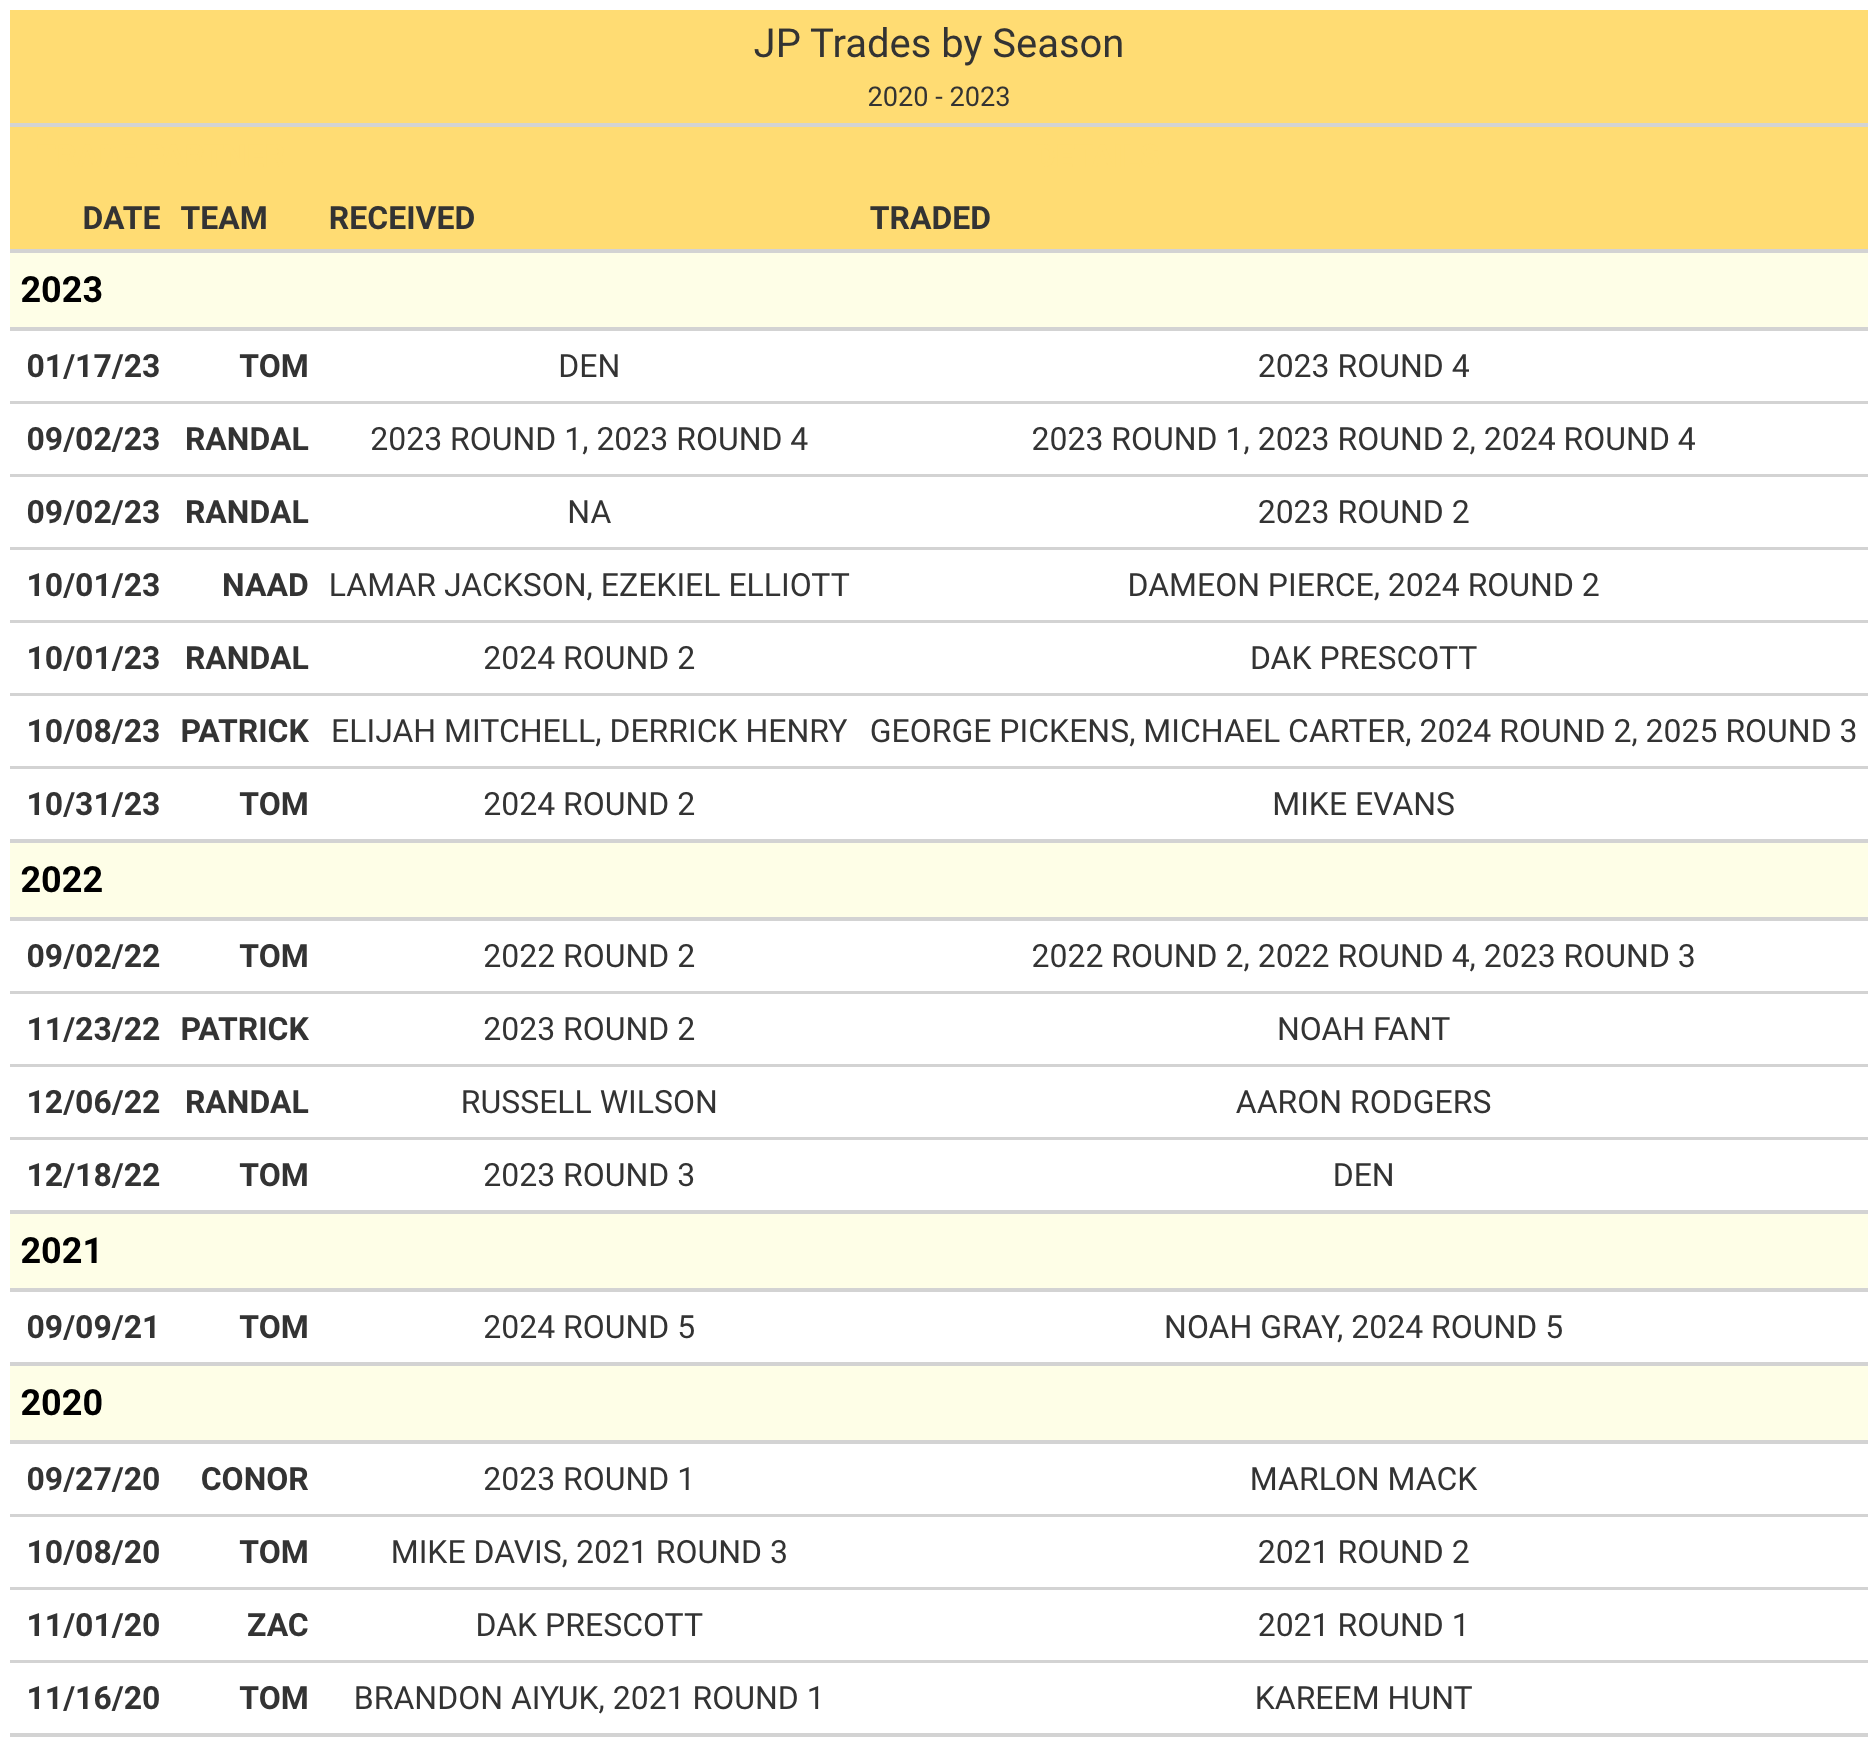 JP Trades by Season
2020 - 2023
DATE TEAM RECEIVED TRADED
2023
01/17/23 TOM DEN 2023 ROUND 4
09/02/23 RANDAL 2023 ROUND 1, 2023 ROUND 4 2023 ROUND 1, 2023 ROUND 2, 2024 ROUND 4
09/02/23 RANDAL NA 2023 ROUND 2
10/01/23 NAAD LAMAR JACKSON, EZEKIEL ELLIOTT DAMEON PIERCE, 2024 ROUND 2
10/01/23 RANDAL 2024 ROUND 2 DAK PRESCOTT
10/08/23 PATRICK ELIJAH MITCHELL, DERRICK HENRY GEORGE PICKENS, MICHAEL CARTER, 2024 ROUND 2, 2025 ROUND 3
10/31/23 TOM 2024 ROUND 2 MIKE EVANS
2022
09/02/22 TOM 2022 ROUND 2 2022 ROUND 2, 2022 ROUND 4, 2023 ROUND 3
11/23/22 PATRICK 2023 ROUND 2 NOAH FANT
12/06/22 RANDAL RUSSELL WILSON AARON RODGERS
12/18/22 TOM 2023 ROUND 3 DEN
2021
09/09/21 TOM 2024 ROUND 5 NOAH GRAY, 2024 ROUND 5
2020
09/27/20 CONOR 2023 ROUND 1 MARLON MACK
10/08/20 TOM MIKE DAVIS, 2021 ROUND 3 2021 ROUND 2
11/01/20 ZAC DAK PRESCOTT 2021 ROUND 1
11/16/20 TOM BRANDON AIYUK, 2021 ROUND 1 KAREEM HUNT